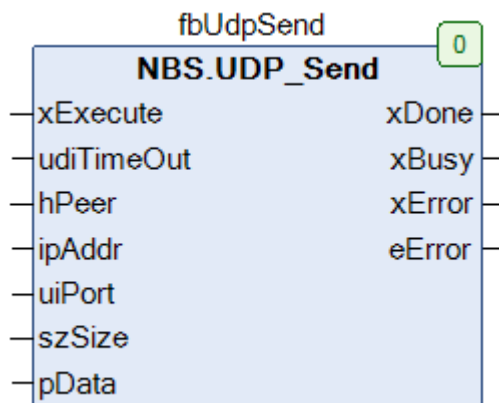 fbUdpSend
0
NBS.UDP_Send
xExecute xDone
udiTimeOut xBusy
hPeer xError
ipAddr eError
uiPort
szSize
pData